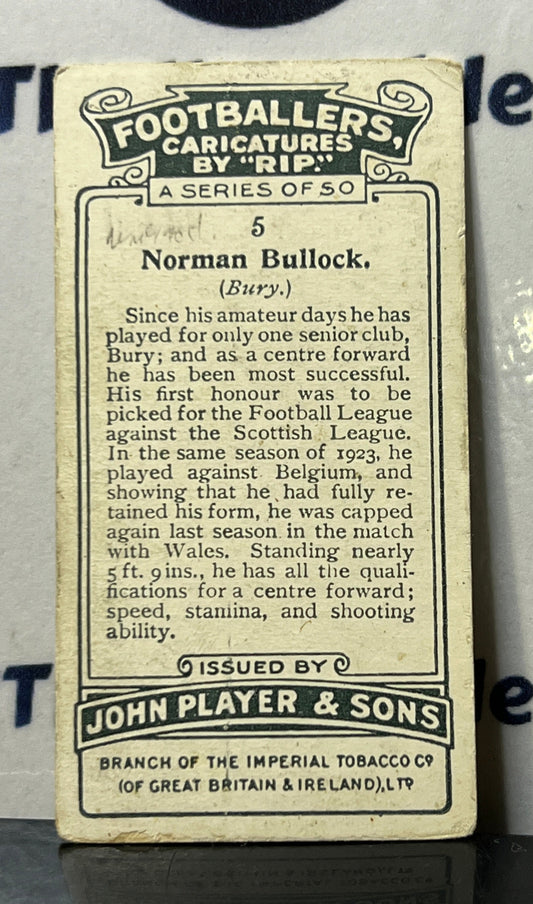 FOOTBALLERS,
CARICATURES
BY "RIP."
A SERIES OF 50
5
Norman Bullock.
(Bury.)
Since his amateur days he has
played for only one senior club,
Bury; and as a centre forward
he has been most successful.
His first honour was to be
picked for the Football League
against the Scottish League.
In the same season of 1923, he
played against Belgium, and
showing that he had fully re-
tained his form, he was capped
again last season in the match
with Wales. Standing nearly
5 ft. 9 ins., he has all the quali-
fications for a centre forward;
speed, stamina, and shooting
ability.
ISSUED BY
JOHN PLAYER & SONS
BRANCH OF THE IMPERIAL TOBACCO CO
(OF GREAT BRITAIN & IRELAND), LTD